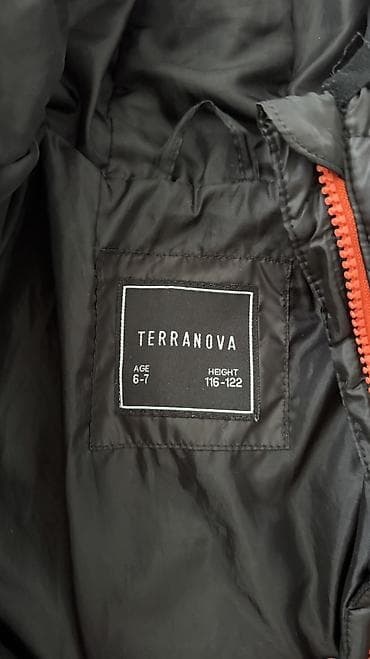 TERRANOVA
AGE HEIGHT
6-7 116-122